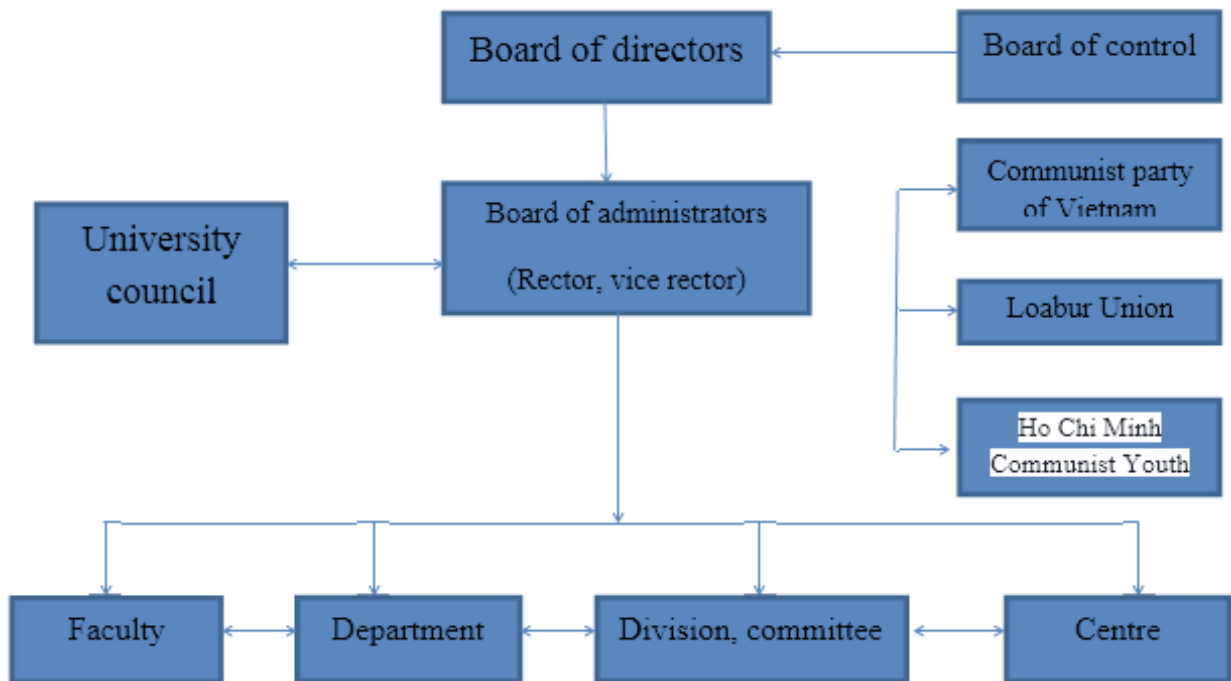 Board of directors
Board of control
Communist party
of Vietnam
Board of administrators
(Rector, vice rector)
University
council
Loabur Union
Ho Chi Minh
Communist Youth
Faculty
Department
Division, committee
Centre